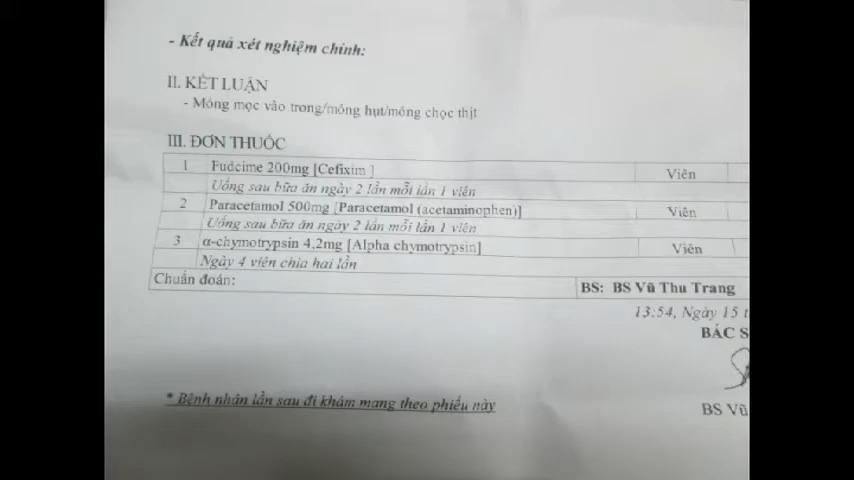 - Kết quả xét nghiệm chính:
II. KẾT LUẬN
- Móng mọc vào trong/móng hụt/móng chọc thịt
III. ĐƠN THUỐC
1 Fudcime 200mg [Cefixim ] Viên
Uống sau bữa ăn ngày 2 lần mỗi lần 1 viên
2 Paracetamol 500mg [Paracetamol (acetaminophen)] Viên
Uống sau bữa ăn ngày 2 lần mỗi lần 1 viên
3 α-chymotrypsin 4,2mg [Alpha chymotrypsin] Viên
Ngày 4 viên chia hai lần
Chuẩn đoán: BS: BS Vũ Thu Trang
13:54, Ngày 15 t
BÁC S
BS Vũ
* Bệnh nhân lần sau đi khám mang theo phiếu này